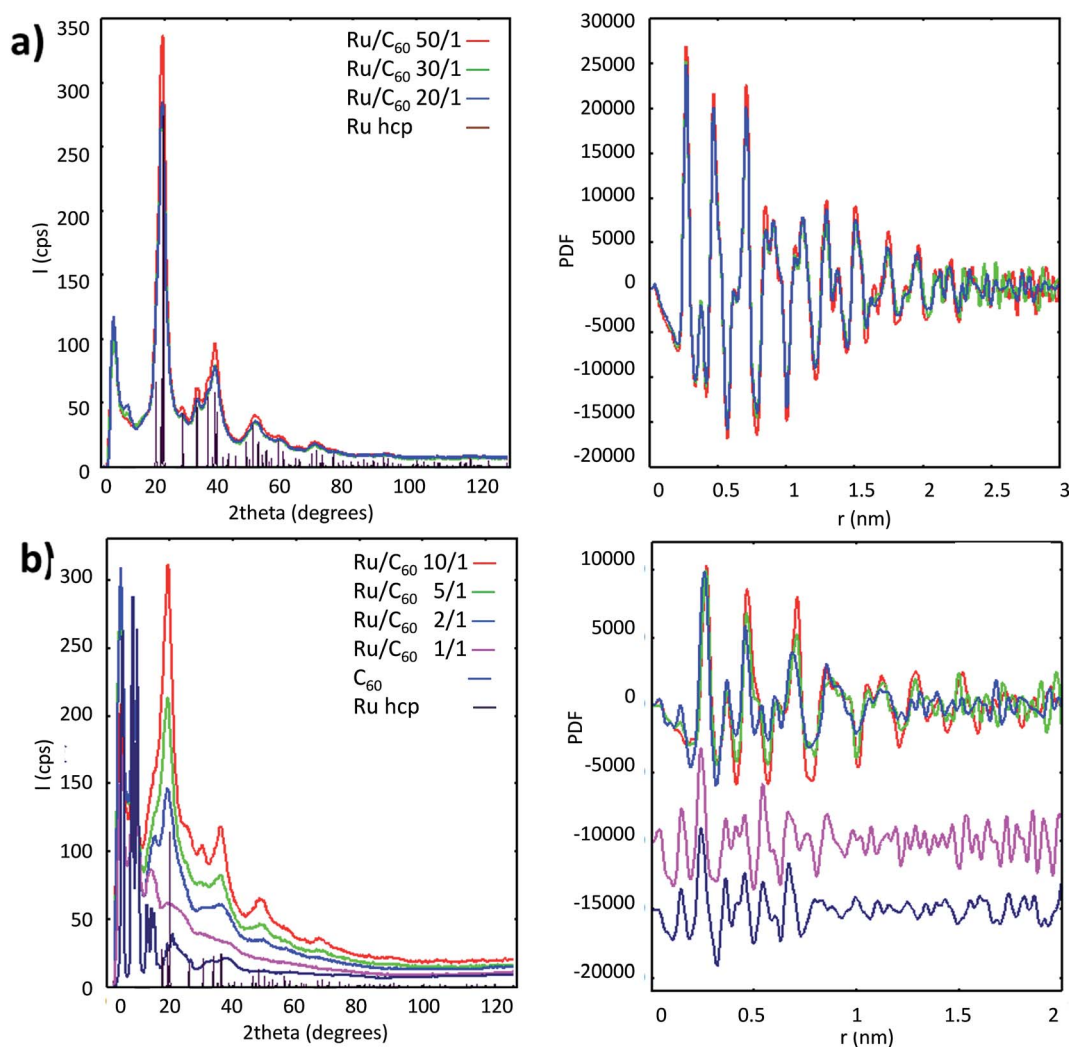 a)
350
300
250
200
150
100
50
0
I (cps)
Ru/C60 50/1
Ru/C60 30/1
Ru/C60 20/1
Ru hcp
0 20 40 60 80 100 120
2theta (degrees)
30000
25000
20000
15000
10000
5000
0
-5000
-10000
-15000
-20000
PDF
0 0.5 1 1.5 2 2.5 3
r (nm)
b)
300
250
200
150
100
50
0
I (cps)
Ru/C60 10/1
Ru/C60 5/1
Ru/C60 2/1
Ru/C60 1/1
C60
Ru hcp
0 20 40 60 80 100 120
2theta (degrees)
10000
5000
0
-5000
-10000
-15000
-20000
PDF
0 0.5 1 1.5 2
r (nm)